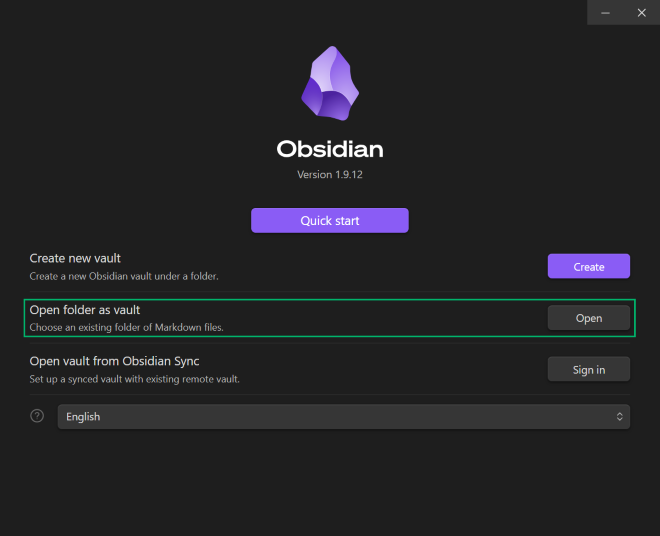 Obsidian
Version 1.9.12
Quick start
Create new vault
Create a new Obsidian vault under a folder.
Create
Open folder as vault
Choose an existing folder of Markdown files.
Open
Open vault from Obsidian Sync
Set up a synced vault with existing remote vault.
Sign in
?
English